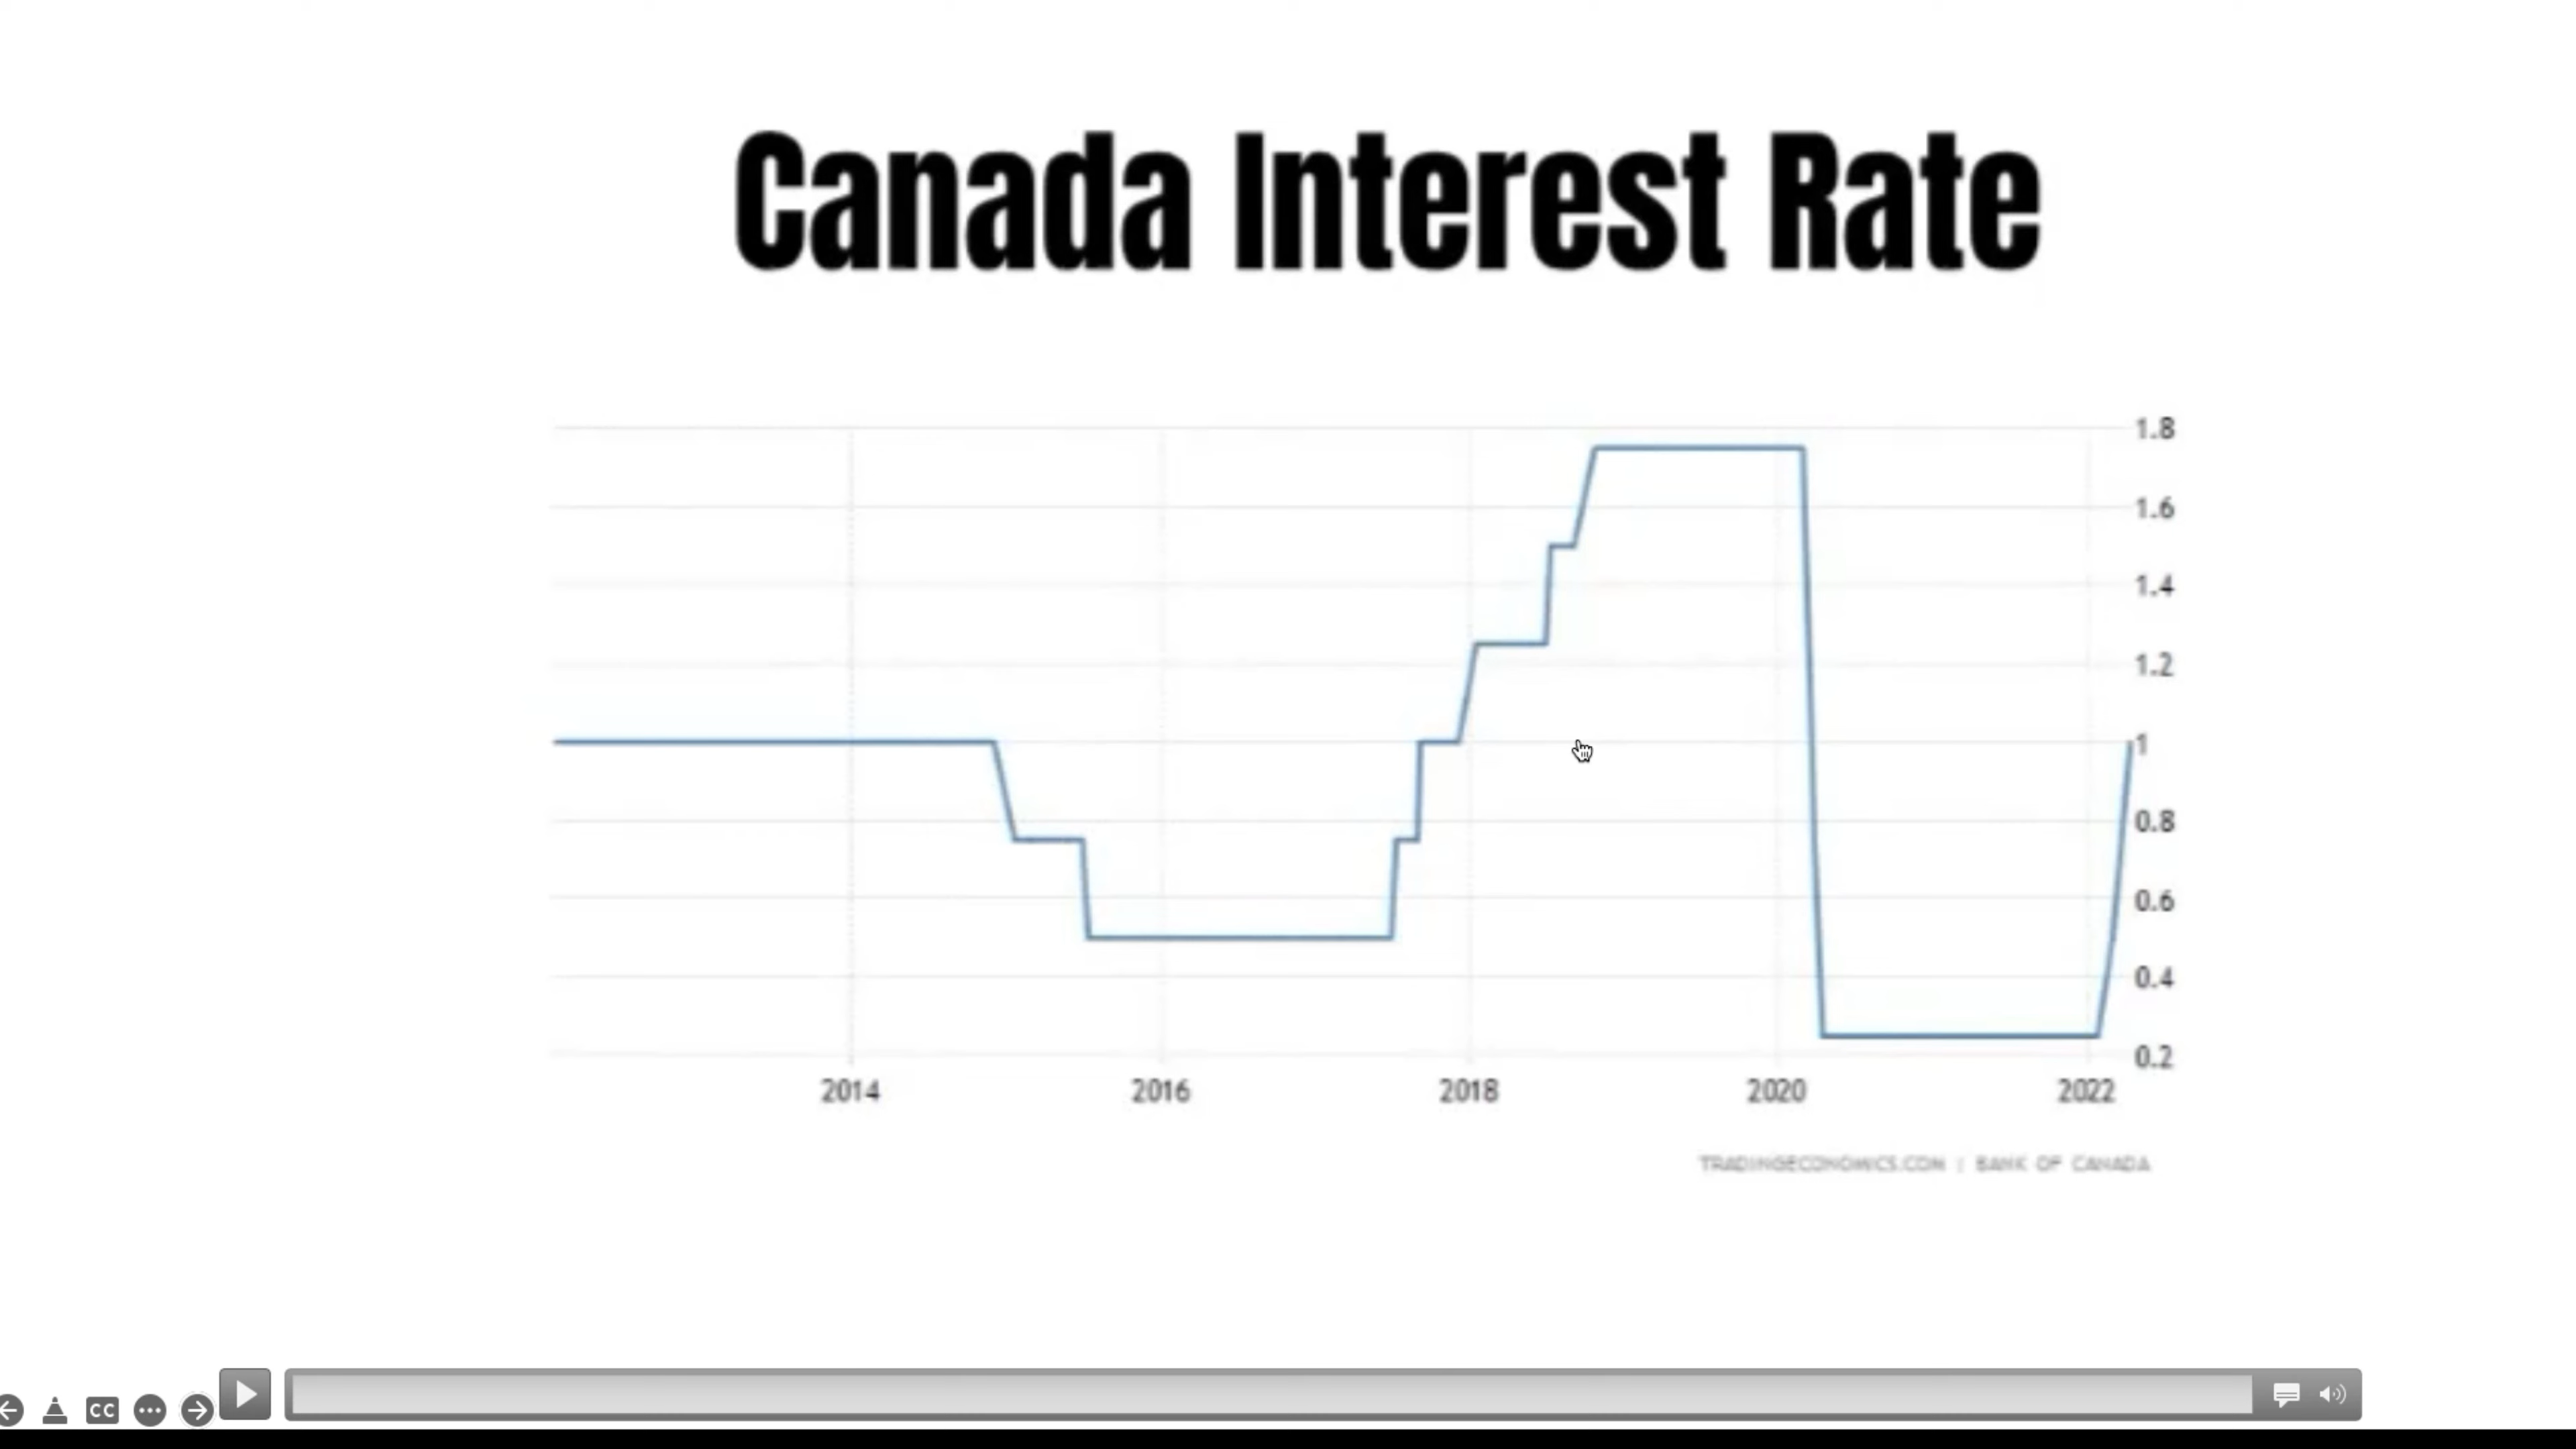 Canada Interest Rate
1.8
1.6
1.4
1.2
1
0.8
0.6
0.4
0.2
2014 2016 2018 2020 2022
TRADINGECONOMICS.COM | BANK OF CANADA
CC